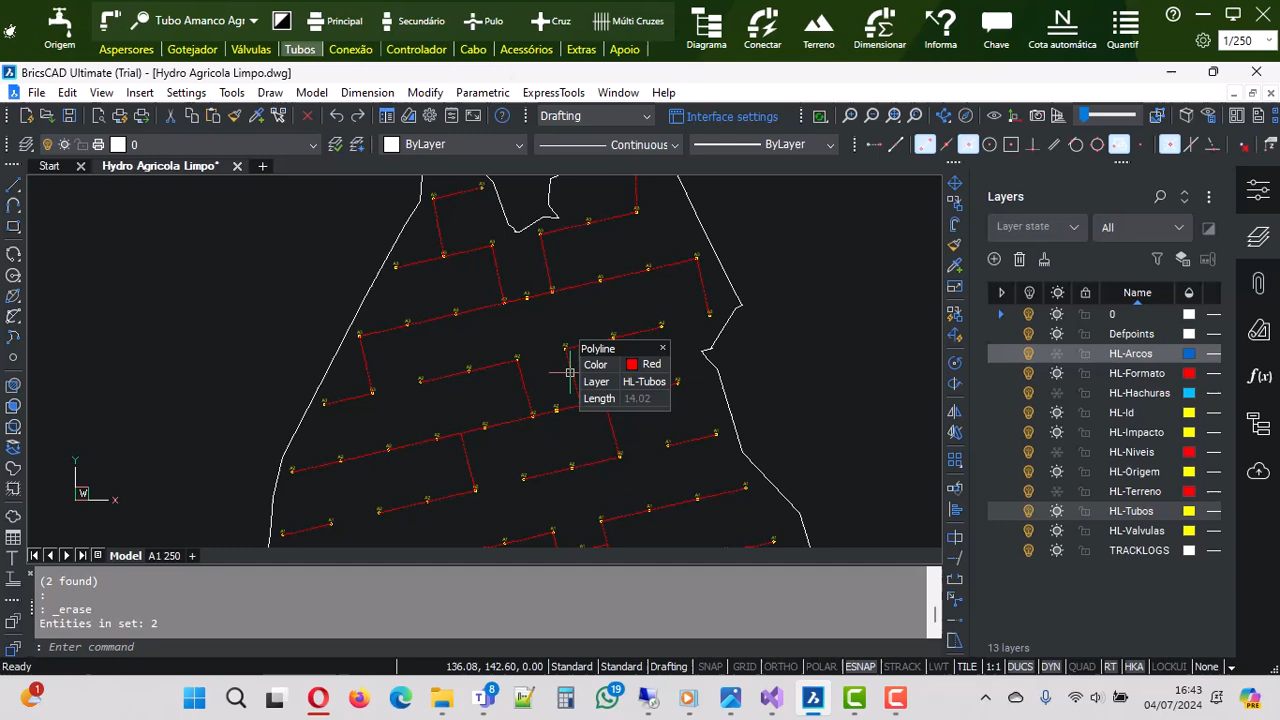 Origem
Tubo Amanco Agr
Principal
Secundário
Pulo
Cruz
Múlti Cruzes
Diagrama
Conectar
Terreno
Dimensionar
Informa
Chave
Cota automática
Quantif
1/250
Aspersores
Gotejador
Válvulas
Tubos
Conexão
Controlador
Cabo
Acessórios
Extras
Apoio
BricsCAD Ultimate (Trial) - [Hydro Agricola Limpo.dwg]
File Edit View Insert Settings Tools Draw Model Dimension Modify Parametric ExpressTools Window Help
Drafting
Interface settings
0
ByLayer
Continuous
ByLayer
Start
Hydro Agricola Limpo*
Layers
Layer state
All
Name
0
Defpoints
HL-Arcos
HL-Formato
HL-Hachuras
HL-Id
HL-Impacto
HL-Niveis
HL-Origem
HL-Terreno
HL-Tubos
HL-Valvulas
TRACKLOGS
13 layers
Polyline
Color Red
Layer HL-Tubos
Length 14.02
Y
W
X
Model A1 250
(2 found)
:
: _erase
Entities in set: 2
: Enter command
Ready
136.08, 142.60, 0.00 Standard Standard Drafting SNAP GRID ORTHO POLAR ESNAP STRACK LWT TILE 1:1 DUCS DYN QUAD RT HKA LOCKUI None
1
8
19
16:43
04/07/2024
PRE